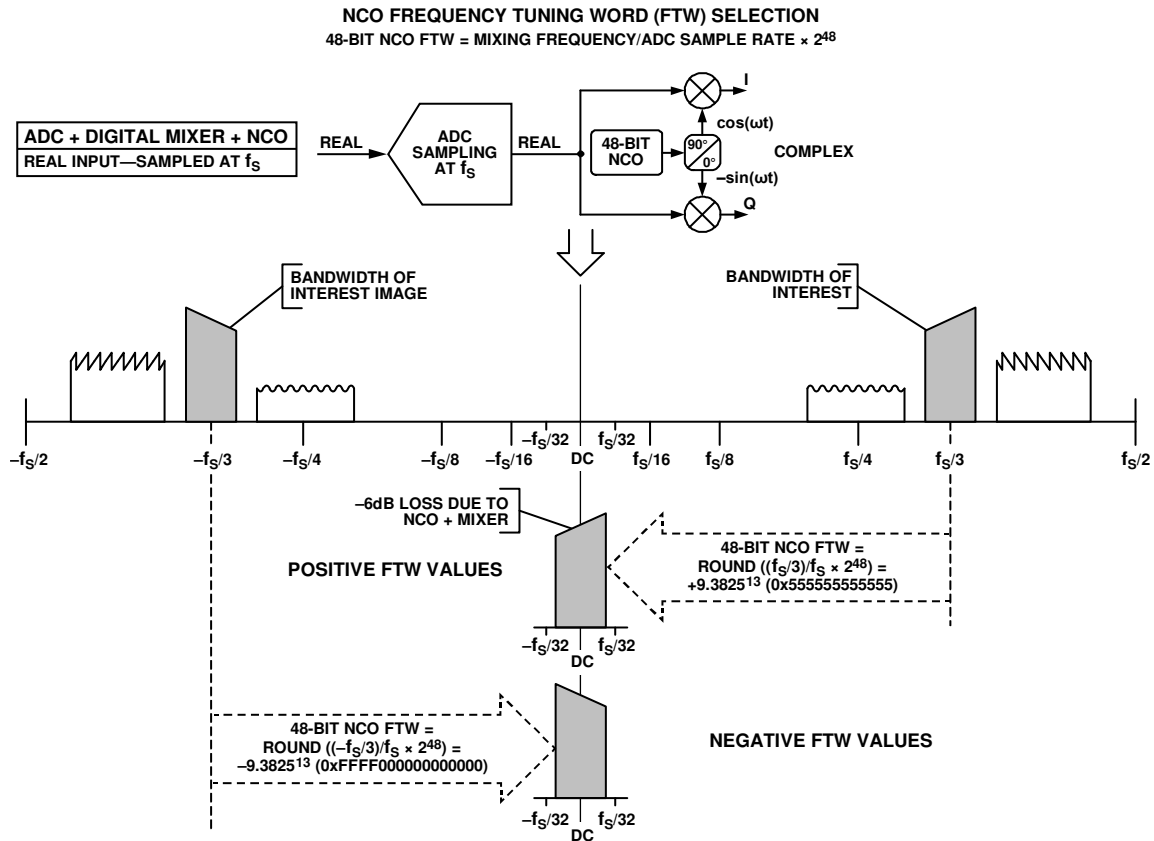 NCO FREQUENCY TUNING WORD (FTW) SELECTION
48-BIT NCO FTW = MIXING FREQUENCY/ADC SAMPLE RATE × 2⁴⁸
ADC + DIGITAL MIXER + NCO
REAL INPUT—SAMPLED AT fS
REAL
ADC
SAMPLING
AT fS
REAL
48-BIT
NCO
90°
0°
I
cos(ωt)
COMPLEX
–sin(ωt)
Q
BANDWIDTH OF
INTEREST IMAGE
BANDWIDTH OF
INTEREST
–fS/2
–fS/3
–fS/4
–fS/8
–fS/16
–fS/32
DC
fS/32
fS/16
fS/8
fS/4
fS/3
fS/2
–6dB LOSS DUE TO
NCO + MIXER
POSITIVE FTW VALUES
48-BIT NCO FTW =
ROUND ((fS/3)/fS × 2⁴⁸) =
+9.3825¹³ (0x555555555555)
–fS/32
DC
fS/32
48-BIT NCO FTW =
ROUND ((–fS/3)/fS × 2⁴⁸) =
–9.3825¹³ (0xFFFF000000000000)
NEGATIVE FTW VALUES
–fS/32
DC
fS/32